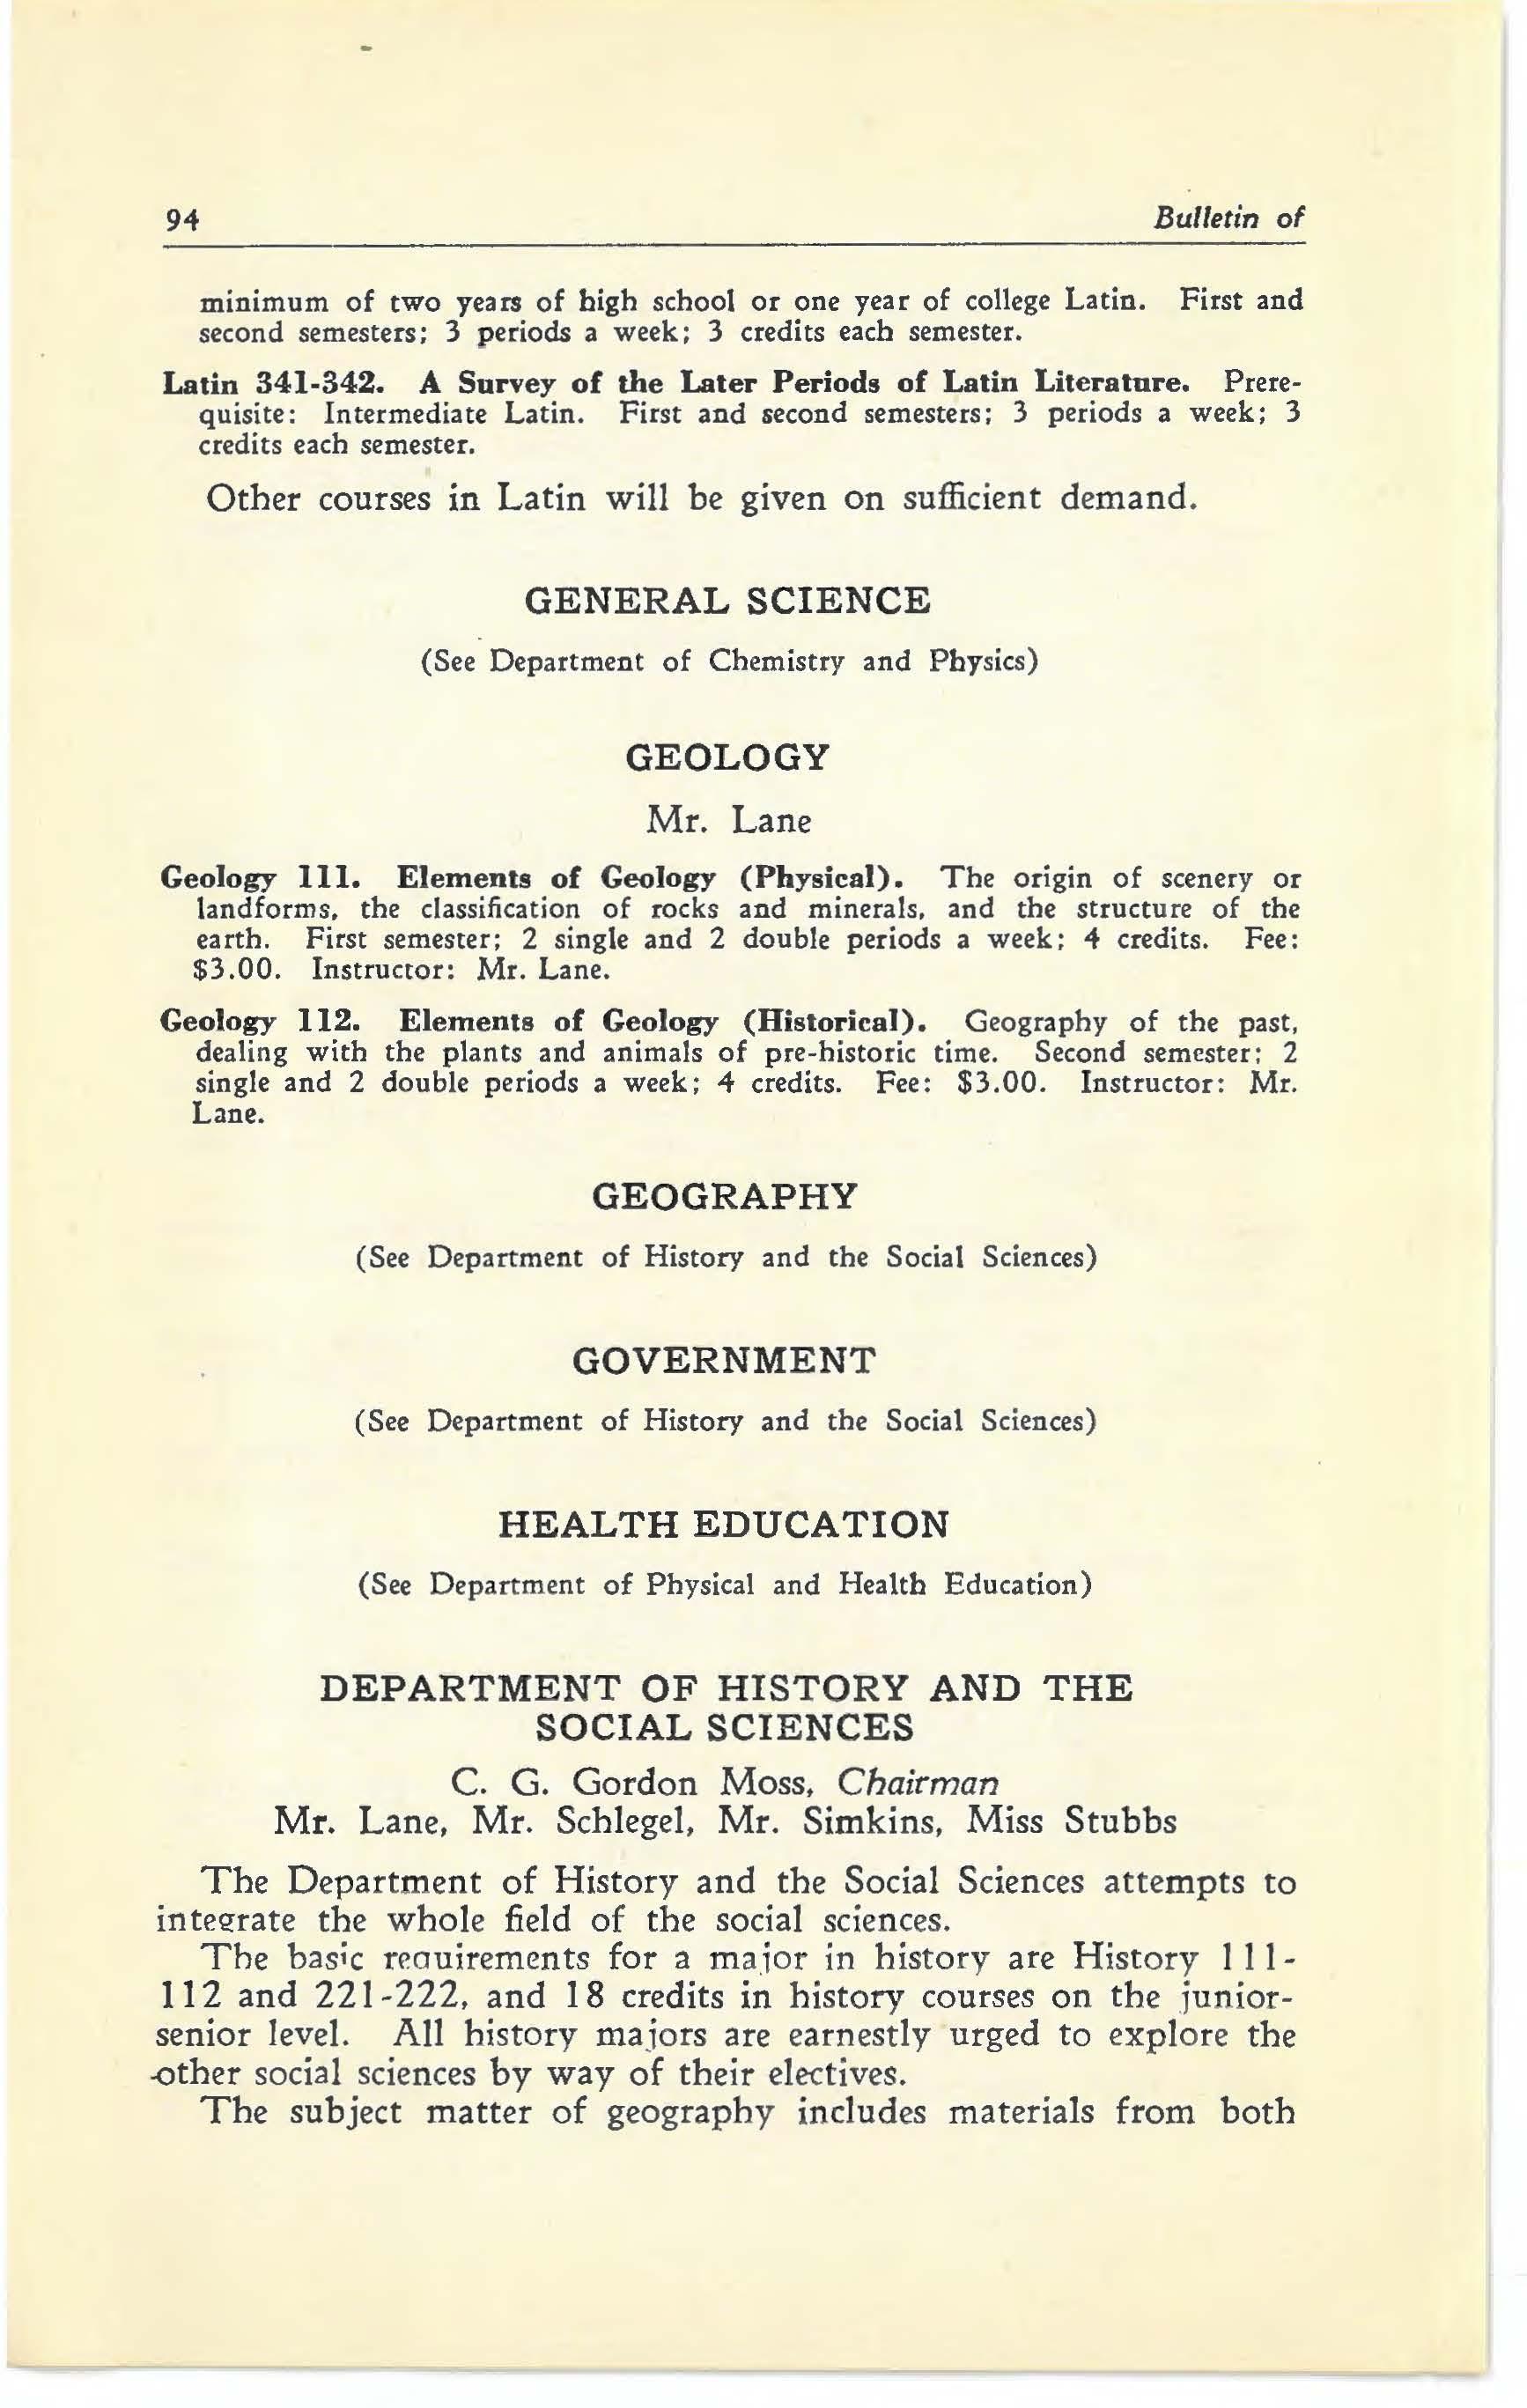 94 Bulletin of
minimum of two years of high school or one year of college Latin. First and
second semesters; 3 periods a week; 3 credits each semester.
Latin 341-342. A Survey of the Later Periods of Latin Literature. Prere-
quisite: Intermediate Latin. First and second semesters; 3 periods a week; 3
credits each semester.
Other courses in Latin will be given on sufficient demand.
GENERAL SCIENCE
(See Department of Chemistry and Physics)
GEOLOGY
Mr. Lane
Geology 111. Elements of Geology (Physical). The origin of scenery or
landforms, the classification of rocks and minerals, and the structure of the
earth. First semester; 2 single and 2 double periods a week; 4 credits. Fee:
$3.00. Instructor: Mr. Lane.
Geology 112. Elements of Geology (Historical). Geography of the past,
dealing with the plants and animals of pre-historic time. Second semester; 2
single and 2 double periods a week; 4 credits. Fee: $3.00. Instructor: Mr.
Lane.
GEOGRAPHY
(See Department of History and the Social Sciences)
GOVERNMENT
(See Department of History and the Social Sciences)
HEALTH EDUCATION
(See Department of Physical and Health Education)
DEPARTMENT OF HISTORY AND THE
SOCIAL SCIENCES
C. G. Gordon Moss, Chairman
Mr. Lane, Mr. Schlegel, Mr. Simkins, Miss Stubbs
The Department of History and the Social Sciences attempts to
integrate the whole field of the social sciences.
The basic requirements for a major in history are History 111-
112 and 221-222, and 18 credits in history courses on the junior-
senior level. All history majors are earnestly urged to explore the
other social sciences by way of their electives.
The subject matter of geography includes materials from both